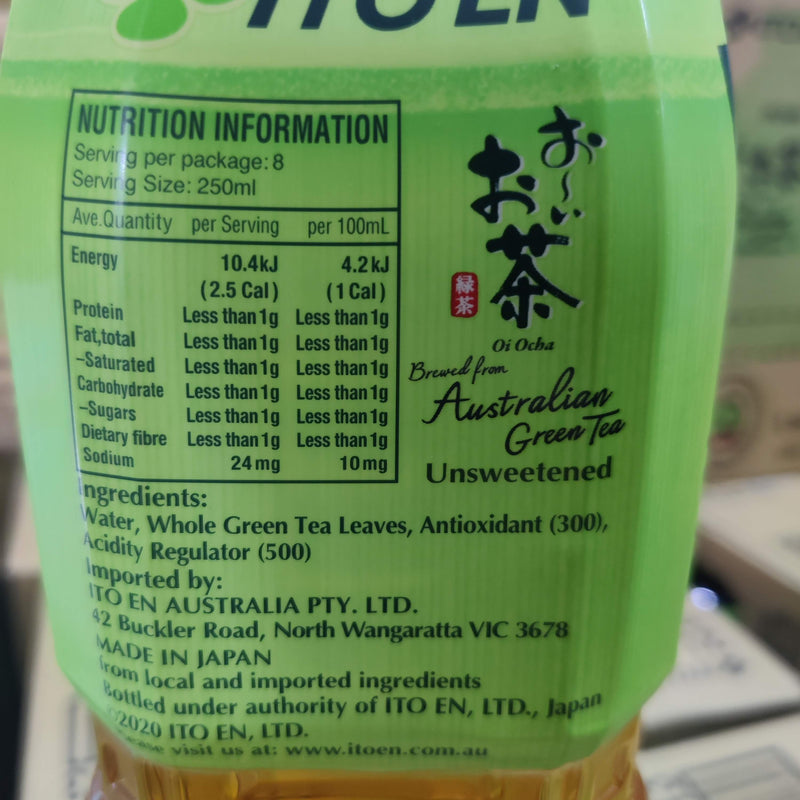 ITO EN
NUTRITION INFORMATION
Serving per package: 8
Serving Size: 250ml
Ave.Quantity per Serving per 100mL
Energy 10.4kJ 4.2kJ
(2.5 Cal) (1 Cal)
Protein Less than 1g Less than 1g
Fat,total Less than 1g Less than 1g
–Saturated Less than 1g Less than 1g
Carbohydrate Less than 1g Less than 1g
–Sugars Less than 1g Less than 1g
Dietary fibre Less than 1g Less than 1g
Sodium 24mg 10mg
お〜い
お茶
緑茶
Oi Ocha
Brewed from
Australian
Green Tea
Unsweetened
Ingredients:
Water, Whole Green Tea Leaves, Antioxidant (300),
Acidity Regulator (500)
Imported by:
ITO EN AUSTRALIA PTY. LTD.
42 Buckler Road, North Wangaratta VIC 3678
MADE IN JAPAN
from local and imported ingredients
Bottled under authority of ITO EN, LTD., Japan
©2020 ITO EN, LTD.
Please visit us at: www.itoen.com.au